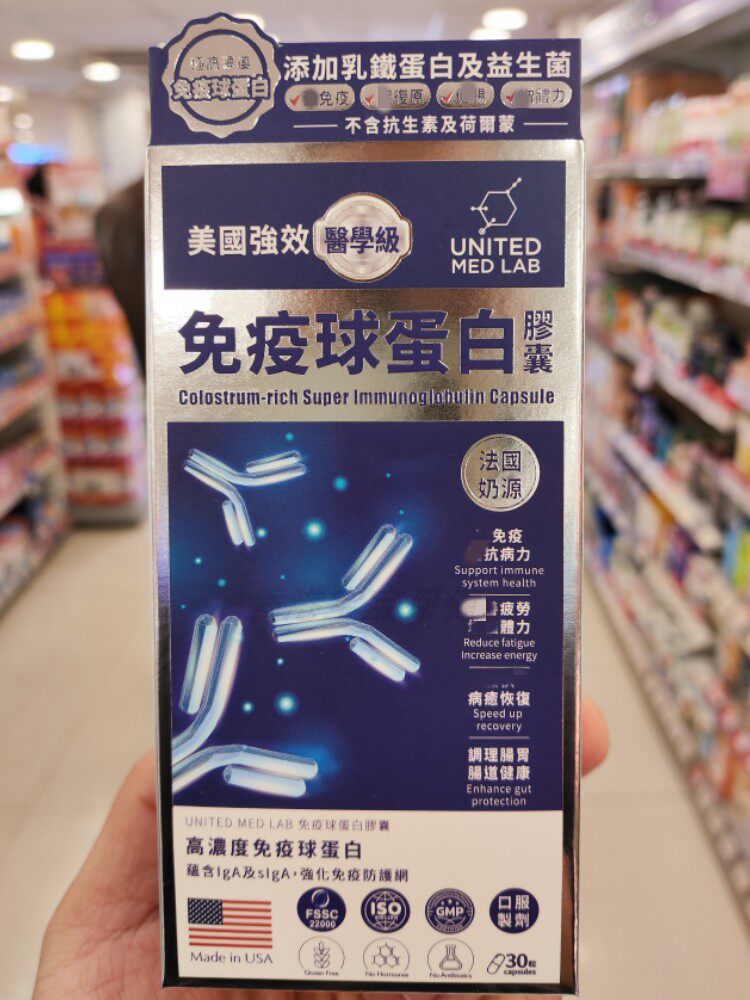 極高濃度
免疫球蛋白
添加乳鐵蛋白及益生菌
免疫 復原 腸 體力
不含抗生素及荷爾蒙
美國強效 醫學級
UNITED
MED LAB
免疫球蛋白膠囊
Colostrum-rich Super Immunoglobulin Capsule
法國
奶源
免疫
抗病力
Support immune
system health
疲勞
體力
Reduce fatigue
Increase energy
病癒恢復
Speed up
recovery
調理腸胃
腸道健康
Enhance gut
protection
UNITED MED LAB 免疫球蛋白膠囊
高濃度免疫球蛋白
蘊含IgA及sIgA，強化免疫防護網
Made in USA
FSSC
22000
ISO
GMP
CERTIFIED
口服
製劑
Gluten Free
No Hormones
No Antibiotics
30粒
capsules